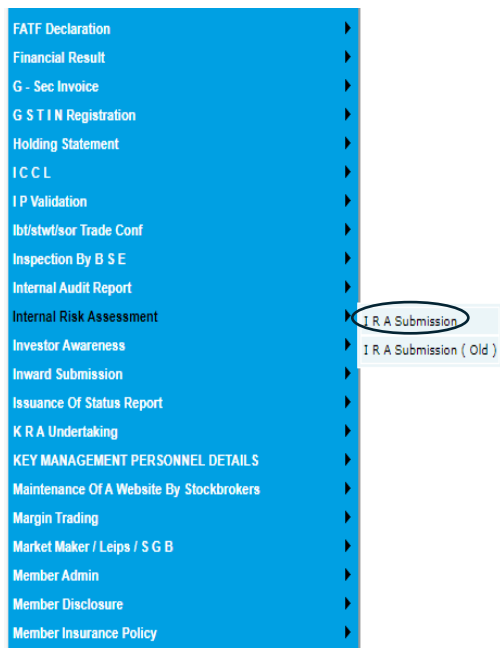 FATF Declaration
Financial Result
G - Sec Invoice
G S T I N Registration
Holding Statement
I C C L
I P Validation
Ibt/stwt/sor Trade Conf
Inspection By B S E
Internal Audit Report
Internal Risk Assessment
I R A Submission
Investor Awareness
I R A Submission ( Old )
Inward Submission
Issuance Of Status Report
K R A Undertaking
KEY MANAGEMENT PERSONNEL DETAILS
Maintenance Of A Website By Stockbrokers
Margin Trading
Market Maker / Leips / S G B
Member Admin
Member Disclosure
Member Insurance Policy